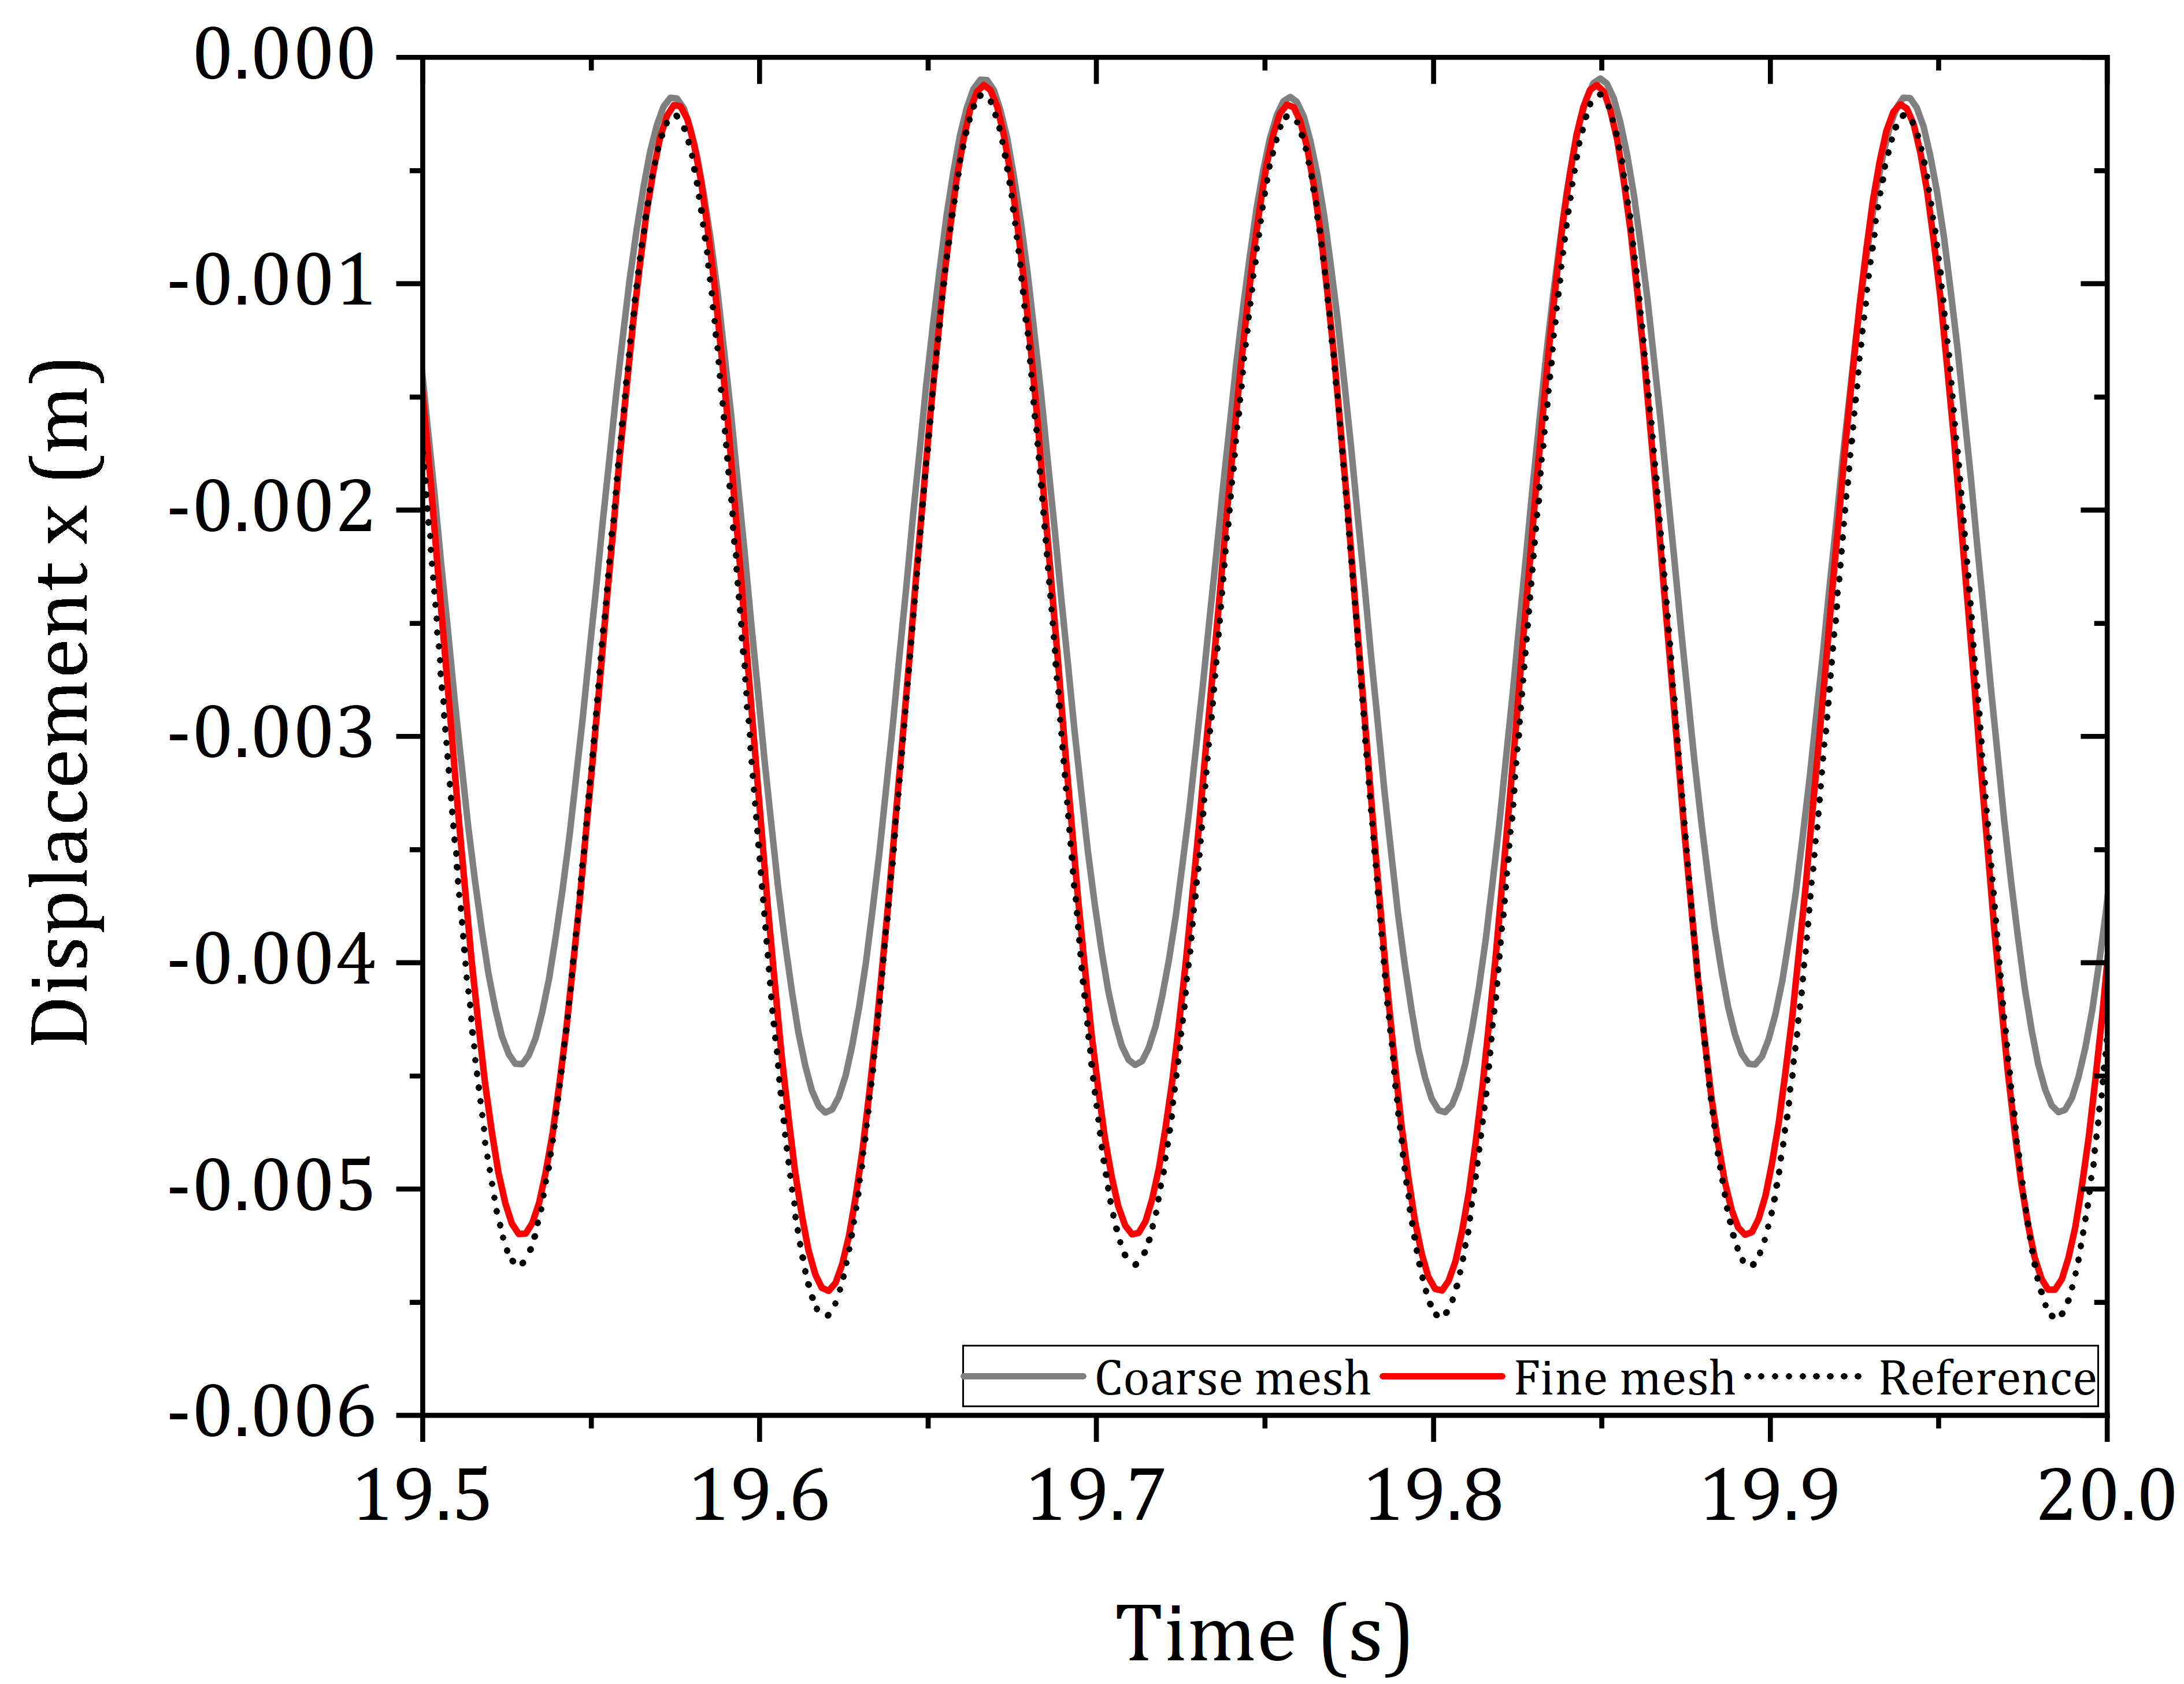 Displacement x (m)
0.000
-0.001
-0.002
-0.003
-0.004
-0.005
-0.006
Coarse mesh Fine mesh Reference
19.5 19.6 19.7 19.8 19.9 20.0
Time (s)